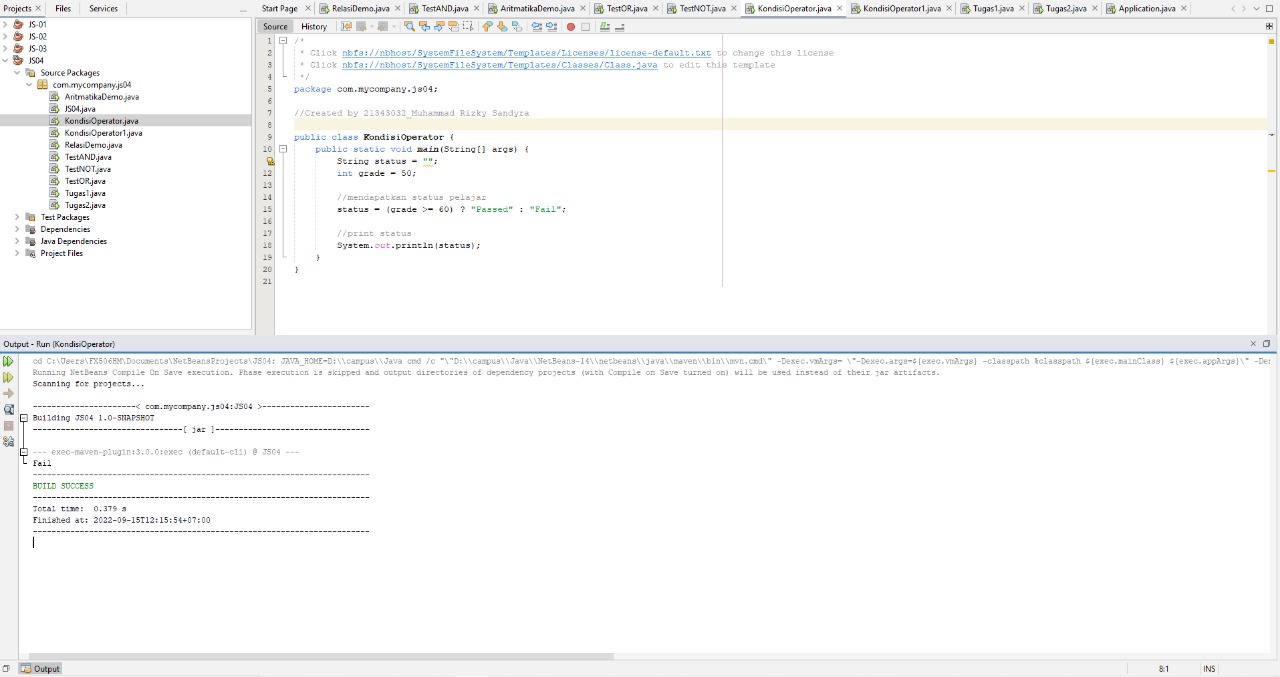 Projects × Files Services
Start Page × RelasiDemo.java × TestAND.java × AritmatikaDemo.java × TestOR.java × TestNOT.java × KondisiOperator.java × KondisiOperator1.java × Tugas1.java × Tugas2.java × Application.java ×
JS-01
JS-02
JS-03
JS04
Source Packages
com.mycompany.js04
AritmatikaDemo.java
JS04.java
KondisiOperator.java
KondisiOperator1.java
RelasiDemo.java
TestAND.java
TestNOT.java
TestOR.java
Tugas1.java
Tugas2.java
Test Packages
Dependencies
Java Dependencies
Project Files
Source History
1 /*
2 * Click nbfs://nbhost/SystemFileSystem/Templates/Licenses/license-default.txt to change this license
3 * Click nbfs://nbhost/SystemFileSystem/Templates/Classes/Class.java to edit this template
4 */
5 package com.mycompany.js04;
6
7 //Created by 21343032_Muhammad Rizky Sandyra
8
9 public class KondisiOperator {
10 public static void main(String[] args) {
String status = "";
12 int grade = 50;
13
14 //mendapatkan status pelajar
15 status = (grade >= 60) ? "Passed" : "Fail";
16
17 //print status
18 System.out.println(status);
19 }
20 }
21
Output - Run (KondisiOperator)
cd C:\Users\FX506HM\Documents\NetBeansProjects\JS04; JAVA_HOME=D:\\campus\\Java cmd /c "\"D:\\campus\\Java\\NetBeans-14\\netbeans\\java\\maven\\bin\\mvn.cmd\" -Dexec.vmArgs= \"-Dexec.args=${exec.vmArgs} -classpath %classpath ${exec.mainClass} ${exec.appArgs}\" -De
Running NetBeans Compile On Save execution. Phase execution is skipped and output directories of dependency projects (with Compile on Save turned on) will be used instead of their jar artifacts.
Scanning for projects...
----------------------< com.mycompany.js04:JS04 >-----------------------
Building JS04 1.0-SNAPSHOT
--------------------------------[ jar ]---------------------------------
--- exec-maven-plugin:3.0.0:exec (default-cli) @ JS04 ---
Fail
------------------------------------------------------------------------
BUILD SUCCESS
------------------------------------------------------------------------
Total time: 0.379 s
Finished at: 2022-09-15T12:15:54+07:00
------------------------------------------------------------------------
Output
8:1 INS